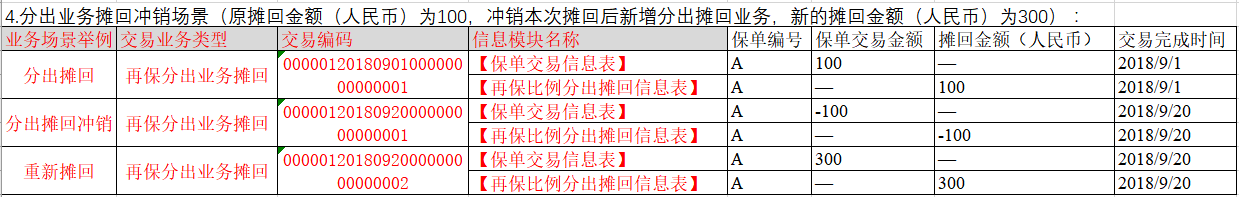 4.分出业务摊回冲销场景（原摊回金额（人民币）为100，冲销本次摊回后新增分出摊回业务，新的摊回金额（人民币）为300）：
业务场景举例 交易业务类型 交易编码 信息模块名称 保单编号 保单交易金额 摊回金额（人民币） 交易完成时间
分出摊回 再保分出业务摊回 00000120180901000000 00000001 【保单交易信息表】 A 100 — 2018/9/1
【再保比例分出摊回信息表】 A — 100 2018/9/1
分出摊回冲销 再保分出业务摊回 00000120180920000000 00000001 【保单交易信息表】 A -100 — 2018/9/20
【再保比例分出摊回信息表】 A — -100 2018/9/20
重新摊回 再保分出业务摊回 00000120180920000000 00000002 【保单交易信息表】 A 300 — 2018/9/20
【再保比例分出摊回信息表】 A — 300 2018/9/20